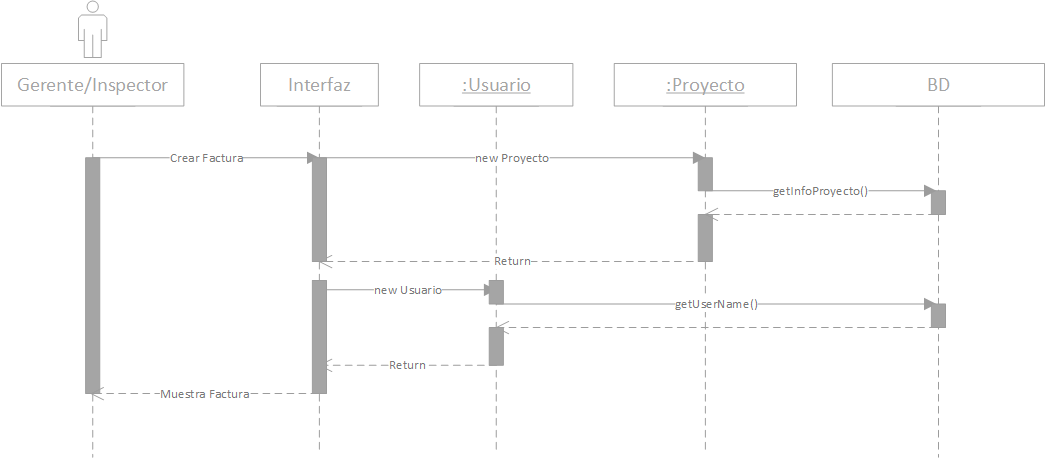 Gerente/Inspector
Interfaz
:Usuario
:Proyecto
BD
Crear Factura
new Proyecto
getInfoProyecto()
Return
new Usuario
getUserName()
Return
Muestra Factura